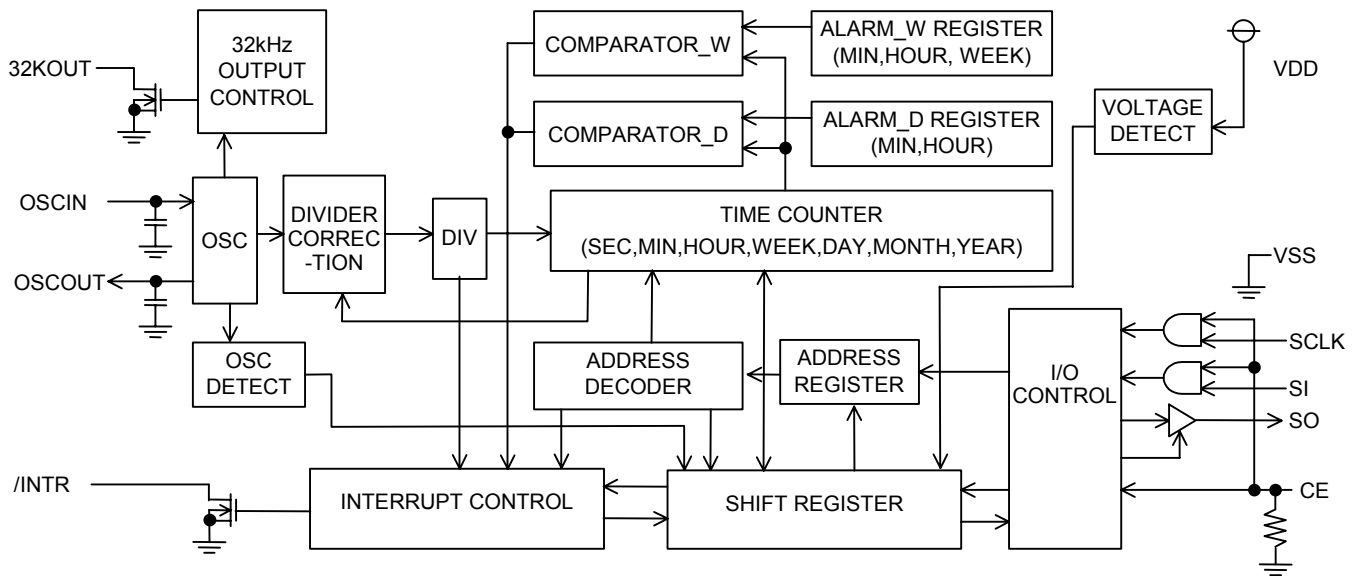 32kHz
OUTPUT
CONTROL
32KOUT
COMPARATOR_W
ALARM_W REGISTER
(MIN,HOUR, WEEK)
VDD
COMPARATOR_D
ALARM_D REGISTER
(MIN,HOUR)
VOLTAGE
DETECT
OSCIN
OSCOUT
OSC
DIVIDER
CORREC
-TION
DIV
TIME COUNTER
(SEC,MIN,HOUR,WEEK,DAY,MONTH,YEAR)
VSS
OSC
DETECT
ADDRESS
DECODER
ADDRESS
REGISTER
I/O
CONTROL
SCLK
SI
SO
/INTR
INTERRUPT CONTROL
SHIFT REGISTER
CE